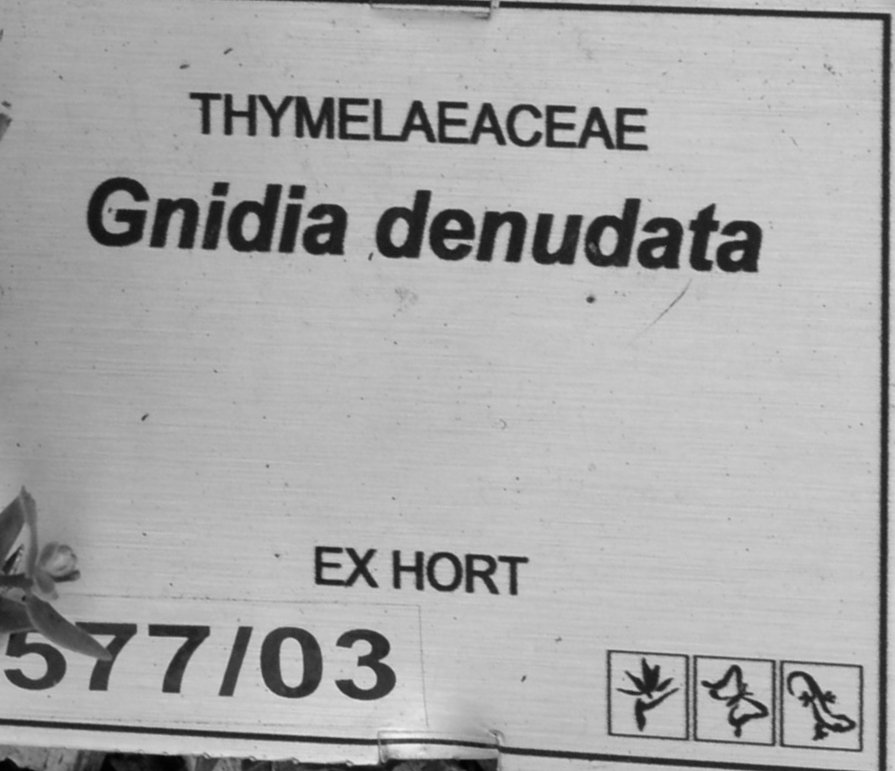 THYMELAEACEAE
Gnidia denudata
EX HORT
577/03